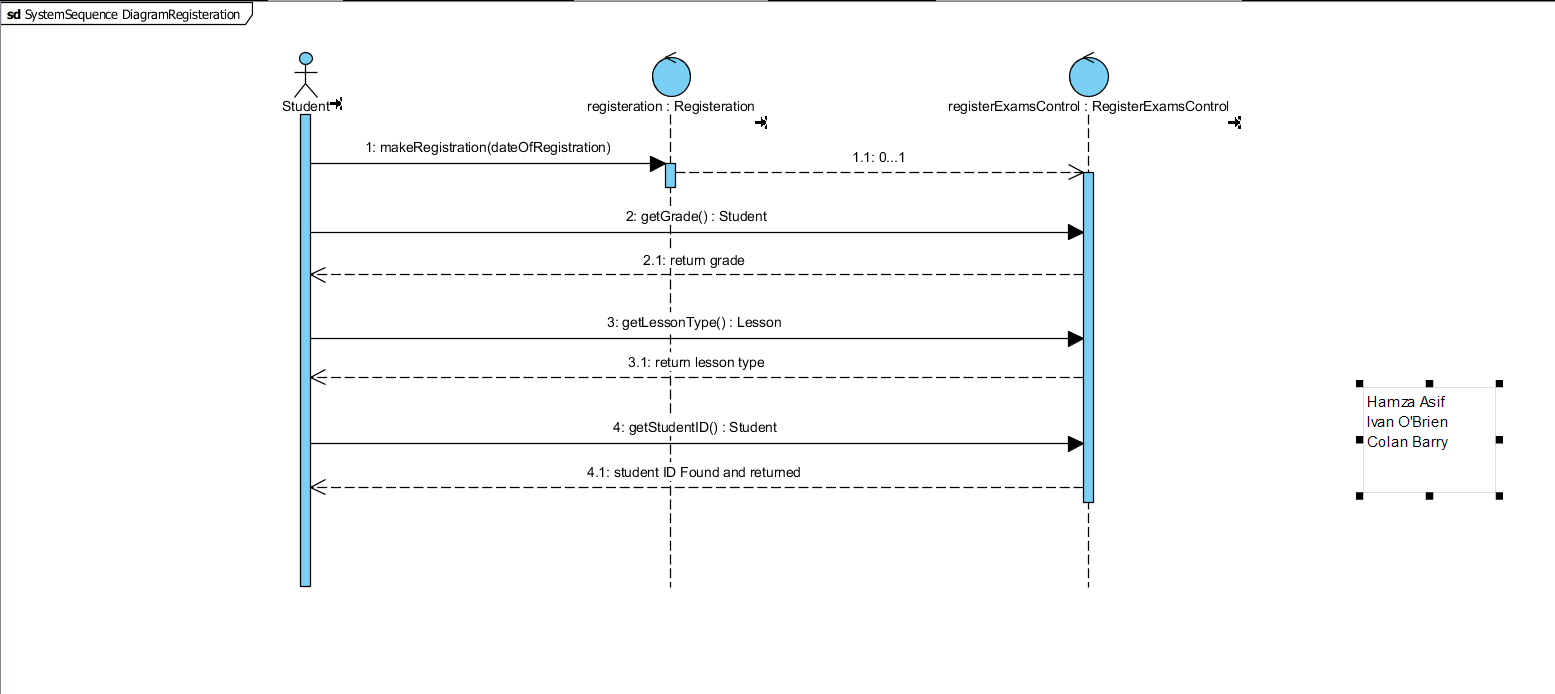 sd SystemSequence DiagramRegisteration
Student
registeration : Registeration
registerExamsControl : RegisterExamsControl
1: makeRegistration(dateOfRegistration)
1.1: 0...1
2: getGrade() : Student
2.1: return grade
3: getLessonType() : Lesson
3.1: return lesson type
4: getStudentID() : Student
4.1: student ID Found and returned
Hamza Asif
Ivan O'Brien
Colan Barry